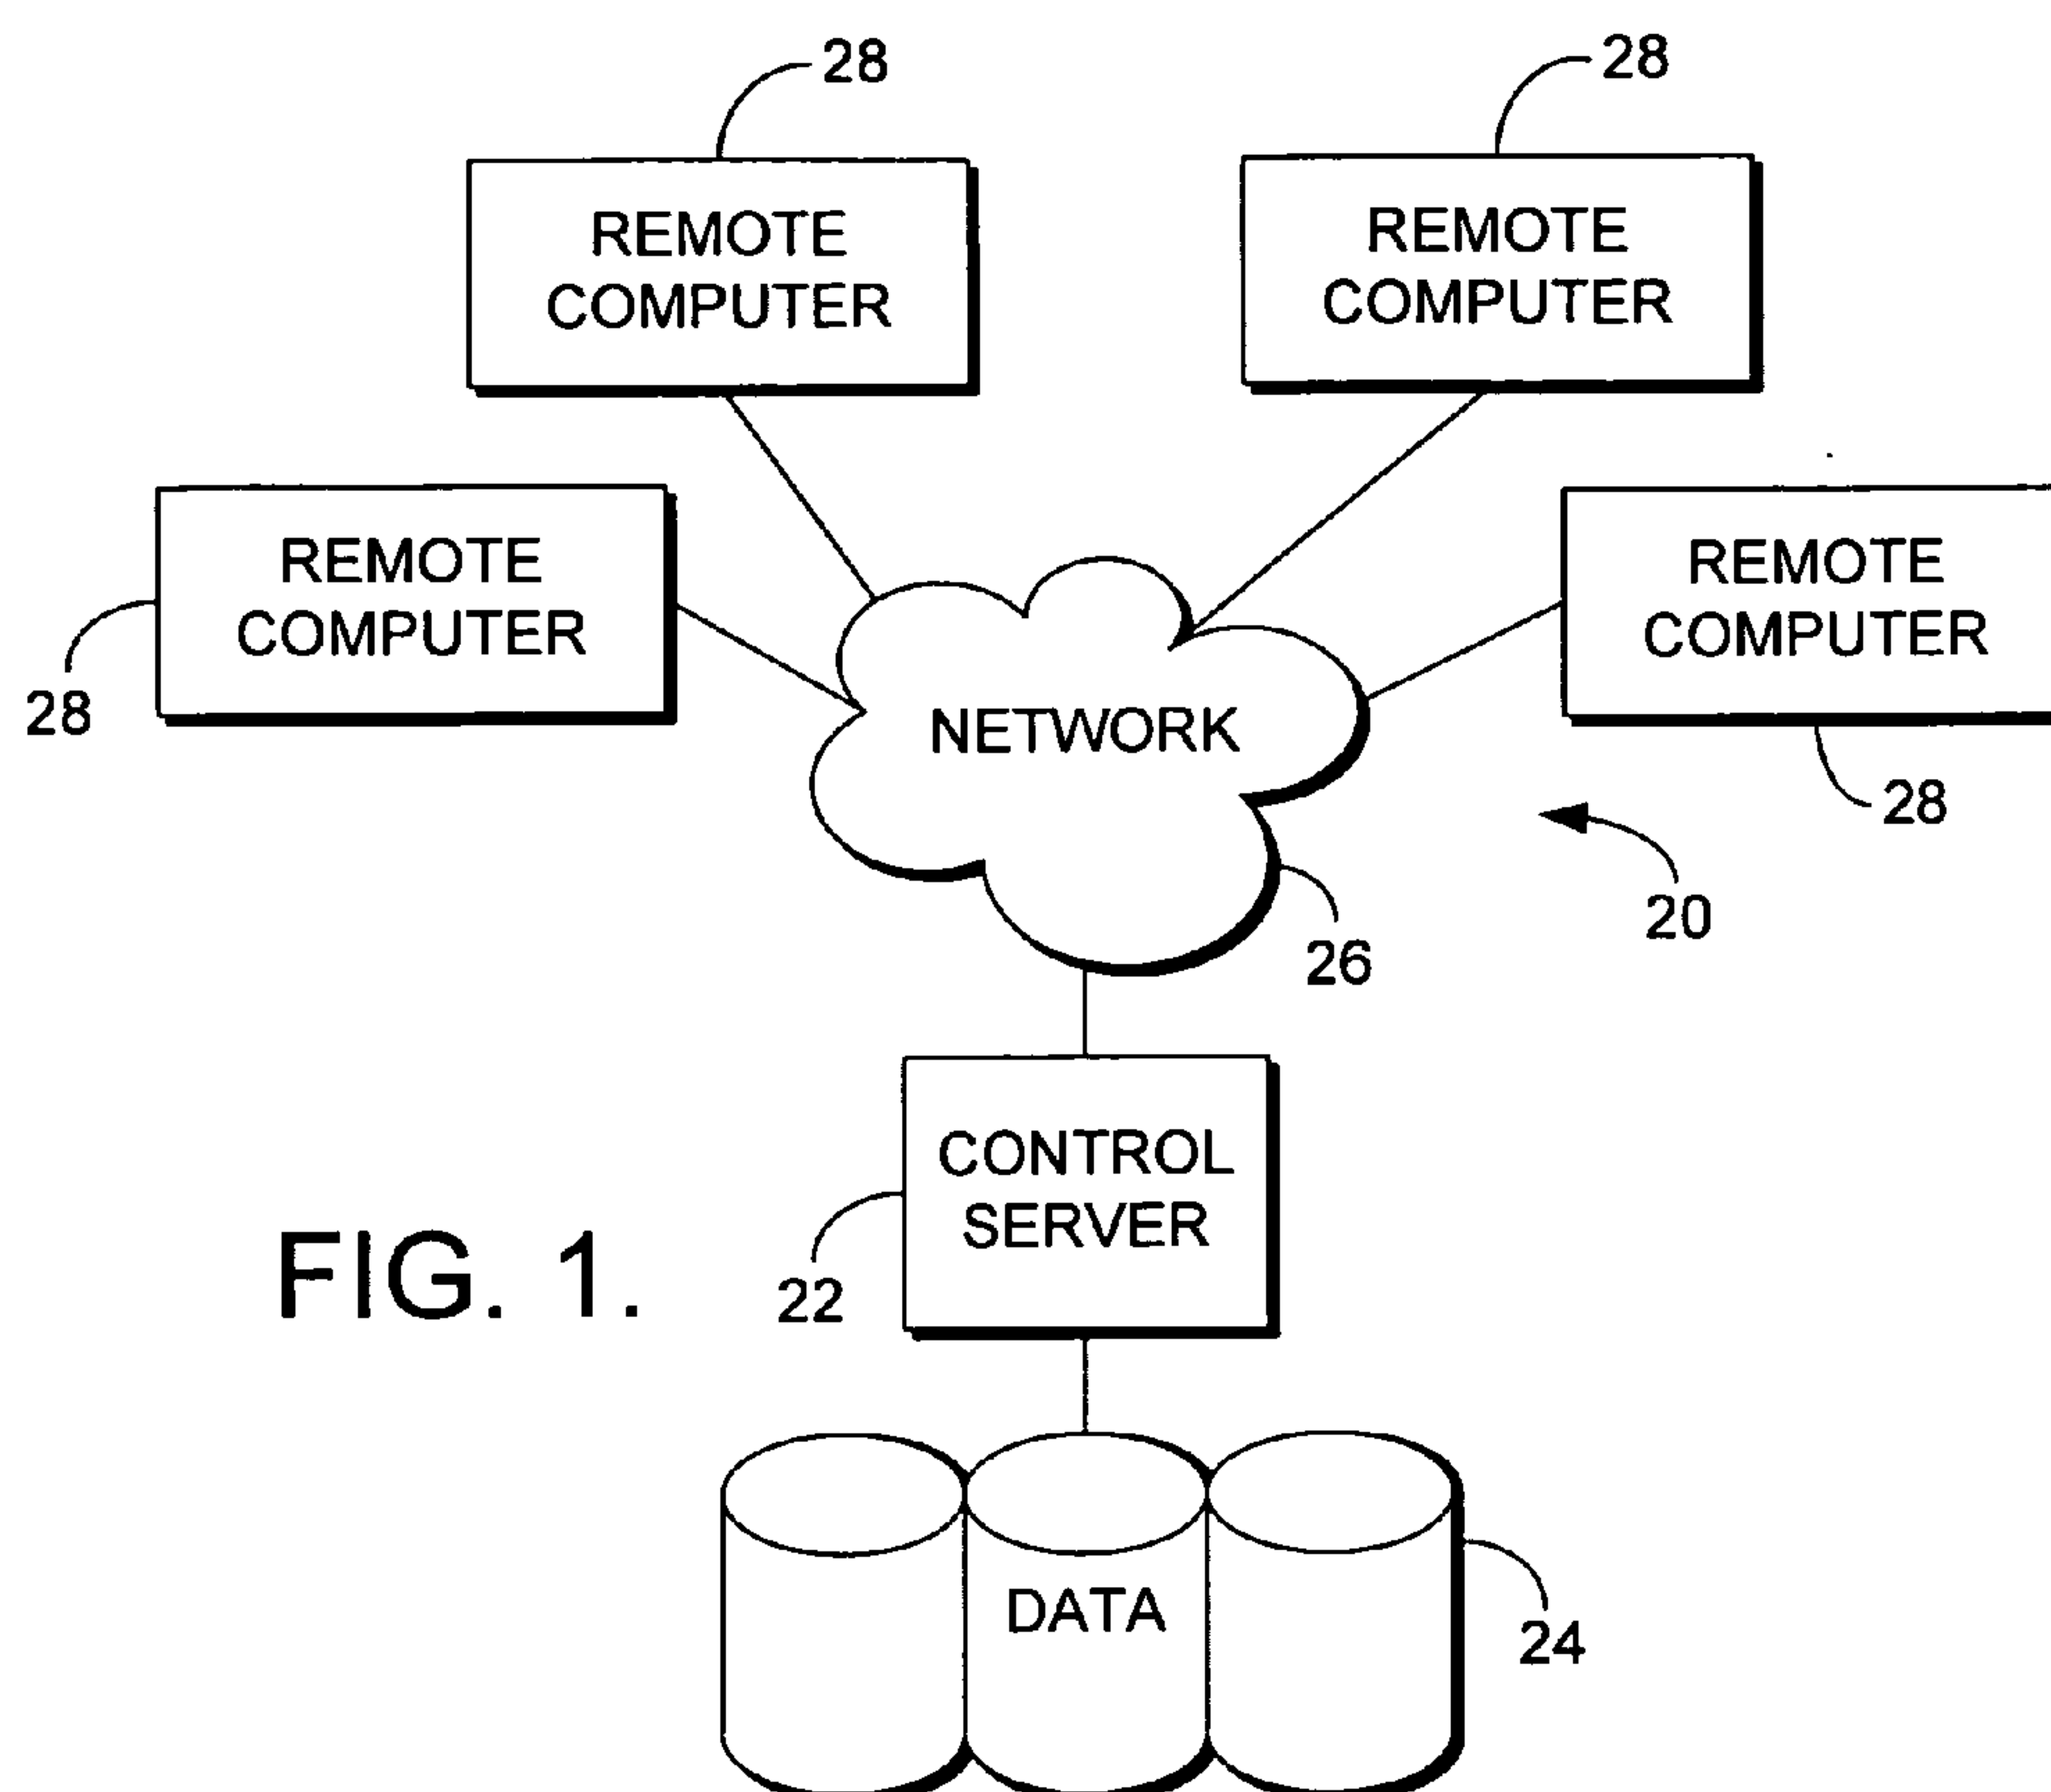 28
28
REMOTE
COMPUTER
REMOTE
COMPUTER
REMOTE
COMPUTER
REMOTE
COMPUTER
28
NETWORK
28
20
26
CONTROL
SERVER
FIG. 1.
22
DATA
24